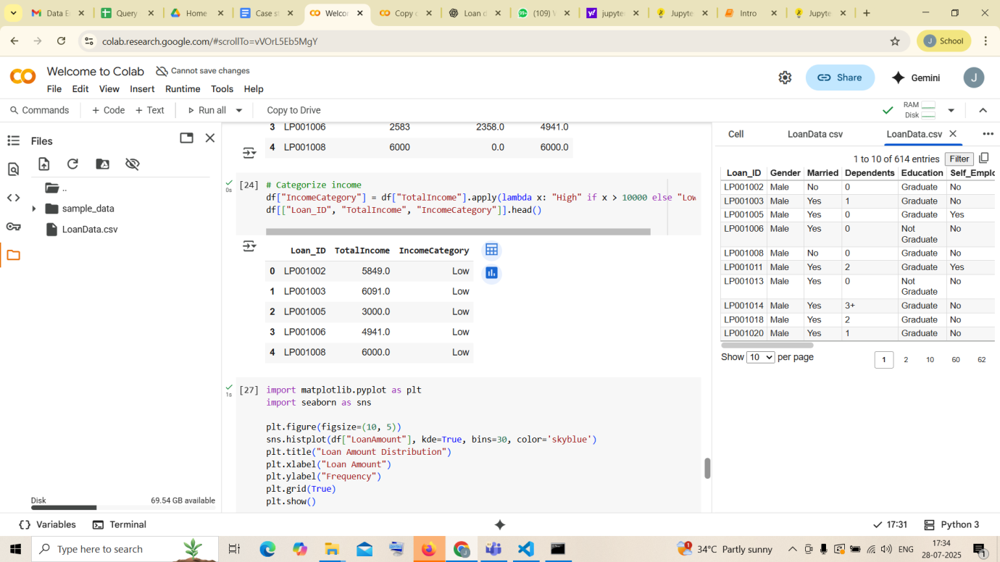 Data E
Query
Home
Case s
Welco
Copy c
Loan d
(109) 
jupyte
Jupyte
Intro
Jupyte
colab.research.google.com/#scrollTo=vVOrL5Eb5MgY
J School
Welcome to Colab
Cannot save changes
File Edit View Insert Runtime Tools Help
Share
Gemini
J
Commands + Code + Text Run all Copy to Drive
RAM
Disk
Files
..
sample_data
LoanData.csv
Disk 69.54 GB available
3 LP001006 2583 2358.0 4941.0
4 LP001008 6000 0.0 6000.0
[24] # Categorize income
0s
df["IncomeCategory"] = df["TotalIncome"].apply(lambda x: "High" if x > 10000 else "Low
df[["Loan_ID", "TotalIncome", "IncomeCategory"]].head()
Loan_ID TotalIncome IncomeCategory
0 LP001002 5849.0 Low
1 LP001003 6091.0 Low
2 LP001005 3000.0 Low
3 LP001006 4941.0 Low
4 LP001008 6000.0 Low
[27] import matplotlib.pyplot as plt
1s
import seaborn as sns
plt.figure(figsize=(10, 5))
sns.histplot(df["LoanAmount"], kde=True, bins=30, color='skyblue')
plt.title("Loan Amount Distribution")
plt.xlabel("Loan Amount")
plt.ylabel("Frequency")
plt.grid(True)
plt.show()
Cell LoanData csv LoanData.csv
1 to 10 of 614 entries Filter
Loan_ID Gender Married Dependents Education Self_Emplo
LP001002 Male No 0 Graduate No
LP001003 Male Yes 1 Graduate No
LP001005 Male Yes 0 Graduate Yes
LP001006 Male Yes 0 Not Graduate No
LP001008 Male No 0 Graduate No
LP001011 Male Yes 2 Graduate Yes
LP001013 Male Yes 0 Not Graduate No
LP001014 Male Yes 3+ Graduate No
LP001018 Male Yes 2 Graduate No
LP001020 Male Yes 1 Graduate No
Show 10 per page
1 2 10 60 62
Variables Terminal
17:31 Python 3
Type here to search
34°C Partly sunny
ENG
17:34
28-07-2025
1